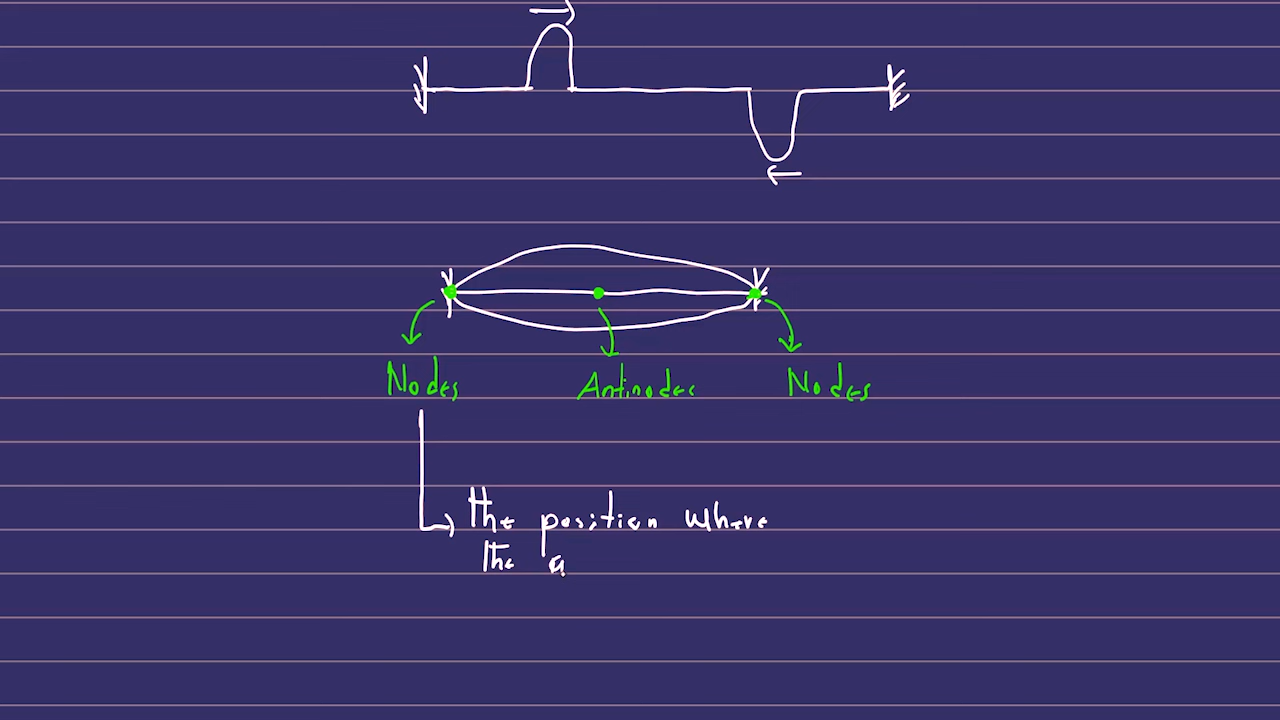 Nodes Antinodes Nodes
the position where
the a